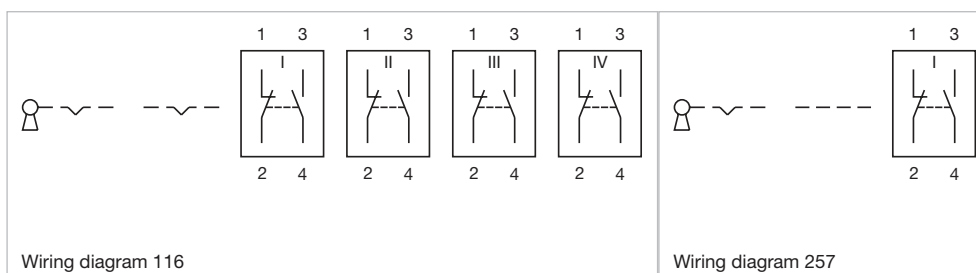 1 3 1 3 1 3 1 3
I II III IV
2 4 2 4 2 4 2 4
Wiring diagram 116
1 3
I
2 4
Wiring diagram 257